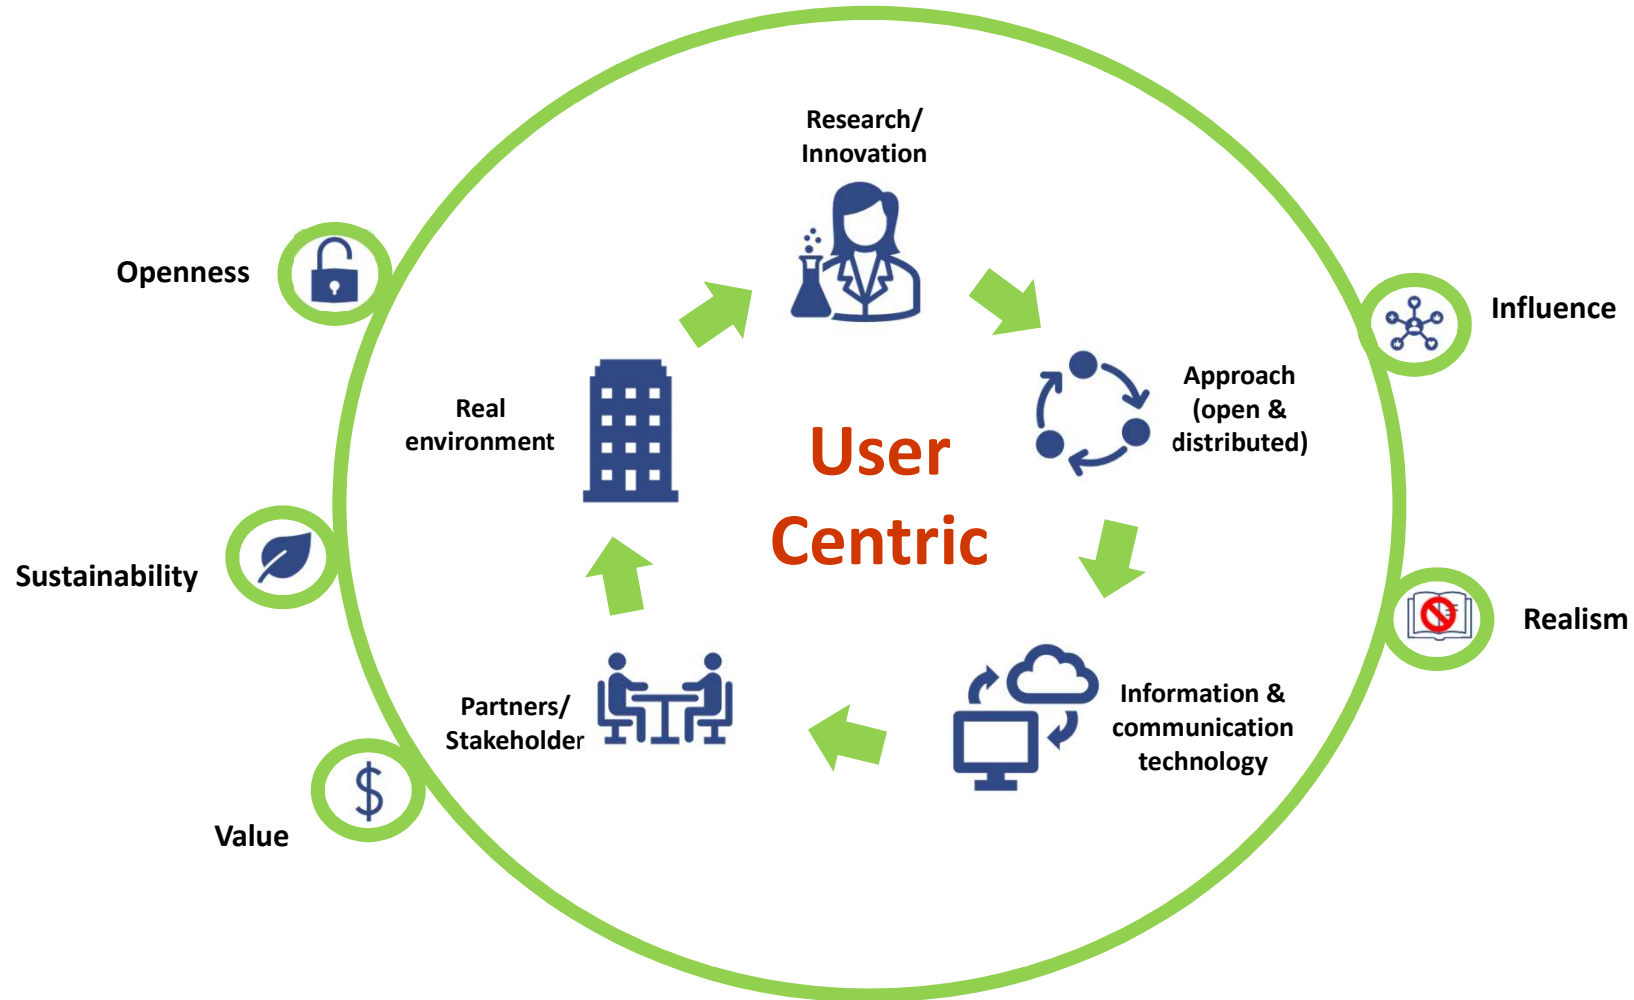 Research/
Innovation
Openness
Influence
Approach
(open &
distributed)
Real
environment
User
Centric
Sustainability
Realism
Partners/
Stakeholder
Information &
communication
technology
Value
$